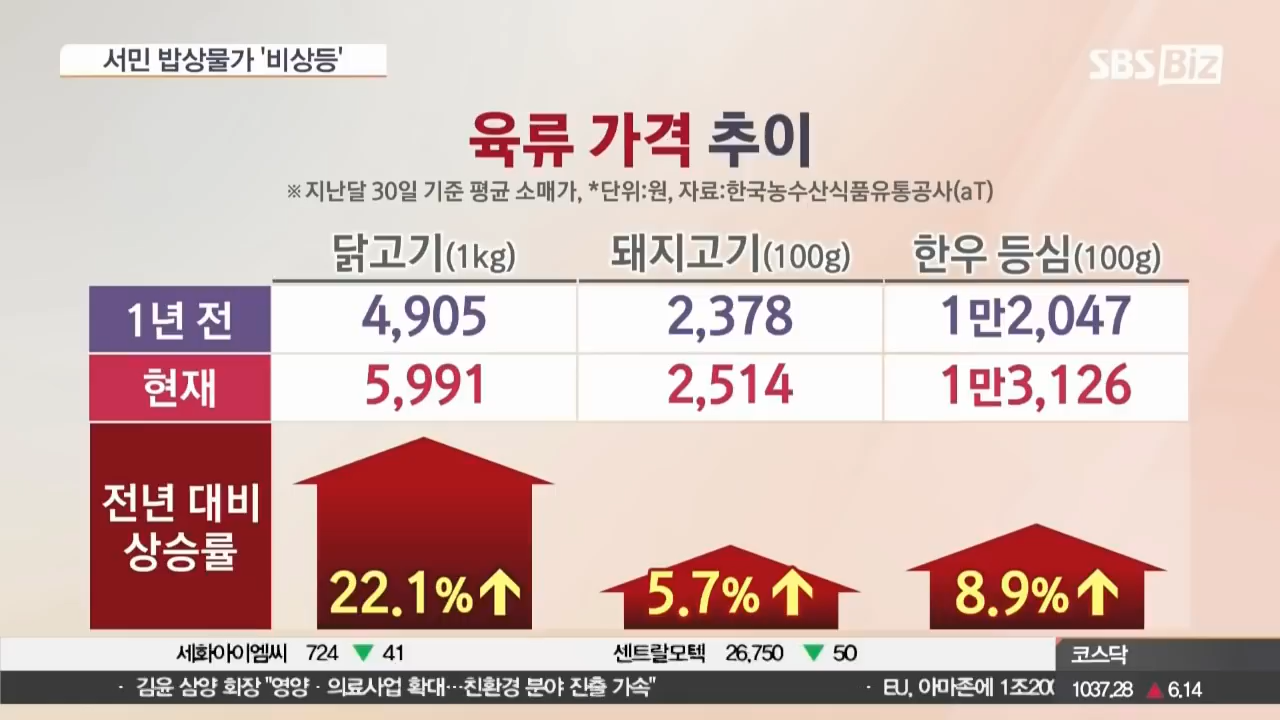 서민 밥상물가 '비상등'
SBS Biz
육류 가격 추이
※ 지난달 30일 기준 평균 소매가, *단위:원, 자료:한국농수산식품유통공사(aT)
닭고기(1kg) 돼지고기(100g) 한우 등심(100g)
1년 전 4,905 2,378 1만2,047
현재 5,991 2,514 1만3,126
전년 대비
상승률
22.1%↑ 5.7%↑ 8.9%↑
세화아이엠씨 724 ▼ 41 센트랄모텍 26,750 ▼ 50 코스닥
· 김윤 삼양 회장 "영양·의료사업 확대…친환경 분야 진출 가속" · EU, 아마존에 1조200 1037.28 ▲ 6.14